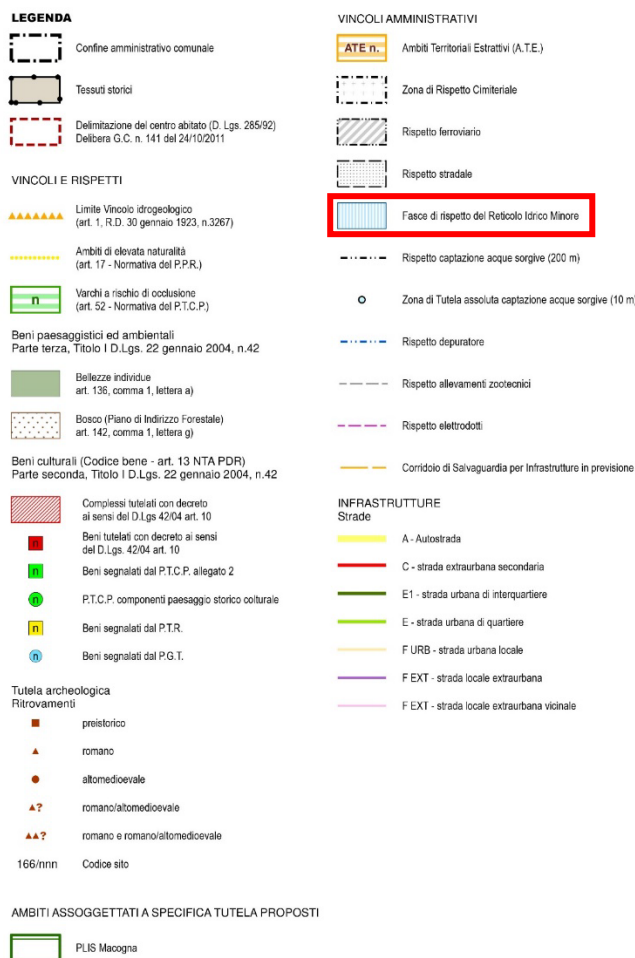 LEGENDA
Confine amministrativo comunale
Tessuti storici
Delimitazione del centro abitato (D. Lgs. 285/92)
Delibera G.C. n. 141 del 24/10/2011
VINCOLI E RISPETTI
Limite Vincolo idrogeologico
(art. 1, R.D. 30 gennaio 1923, n.3267)
Ambiti di elevata naturalità
(art. 17 - Normativa del P.P.R.)
n
Varchi a rischio di occlusione
(art. 52 - Normativa del P.T.C.P.)
Beni paesaggistici ed ambientali
Parte terza, Titolo I D.Lgs. 22 gennaio 2004, n.42
Bellezze individue
art. 136, comma 1, lettera a)
Bosco (Piano di Indirizzo Forestale)
art. 142, comma 1, lettera g)
Beni culturali (Codice bene - art. 13 NTA PDR)
Parte seconda, Titolo I D.Lgs. 22 gennaio 2004, n.42
Complessi tutelati con decreto
ai sensi del D.Lgs 42/04 art. 10
n
Beni tutelati con decreto ai sensi
del D.Lgs. 42/04 art. 10
n Beni segnalati dal P.T.C.P. allegato 2
n P.T.C.P. componenti paesaggio storico colturale
n Beni segnalati dal P.T.R.
n Beni segnalati dal P.G.T.
Tutela archeologica
Ritrovamenti
preistorico
romano
altomedioevale
? romano/altomedioevale
? romano e romano/altomedioevale
166/nnn Codice sito
AMBITI ASSOGGETTATI A SPECIFICA TUTELA PROPOSTI
PLIS Macogna
VINCOLI AMMINISTRATIVI
ATE n. Ambiti Territoriali Estrattivi (A.T.E.)
Zona di Rispetto Cimiteriale
Rispetto ferroviario
Rispetto stradale
Fasce di rispetto del Reticolo Idrico Minore
Rispetto captazione acque sorgive (200 m)
Zona di Tutela assoluta captazione acque sorgive (10 m)
Rispetto depuratore
Rispetto allevamenti zootecnici
Rispetto elettrodotti
Corridoio di Salvaguardia per Infrastrutture in previsione
INFRASTRUTTURE
Strade
A - Autostrada
C - strada extraurbana secondaria
E1 - strada urbana di interquartiere
E - strada urbana di quartiere
F URB - strada urbana locale
F EXT - strada locale extraurbana
F EXT - strada locale extraurbana vicinale